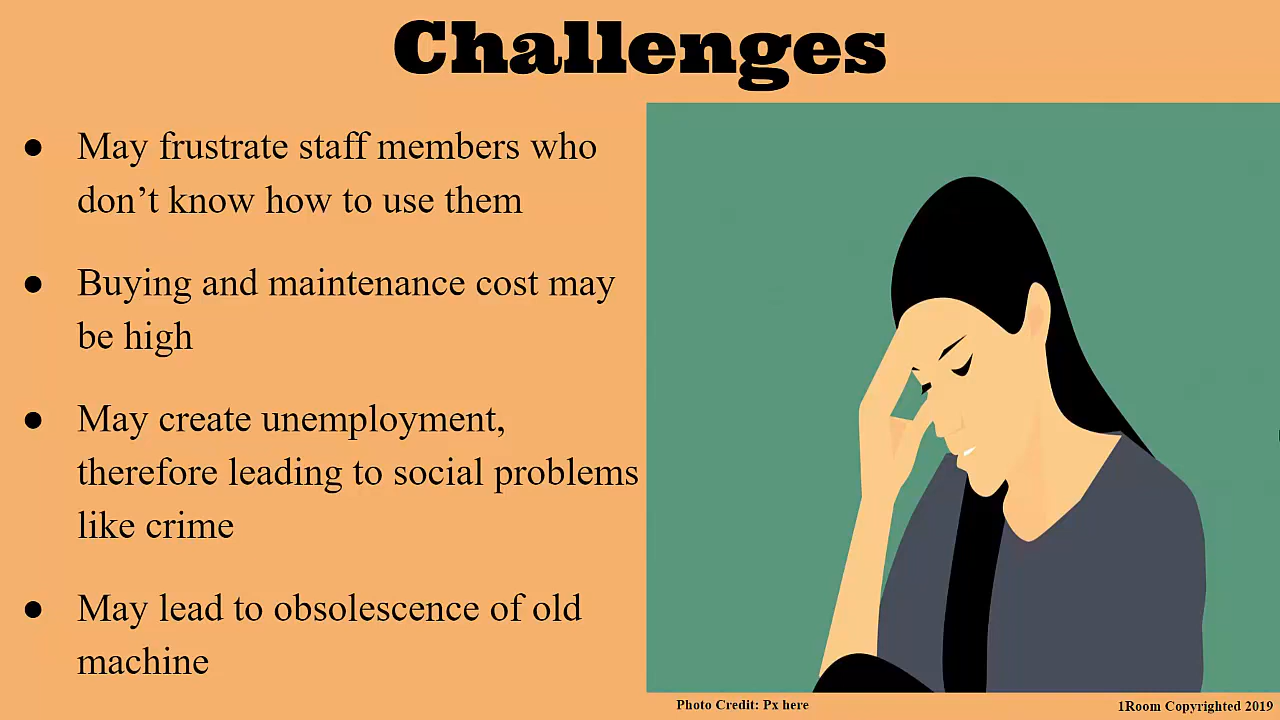 Challenges
● May frustrate staff members who
don’t know how to use them
● Buying and maintenance cost may
be high
● May create unemployment,
therefore leading to social problems
like crime
● May lead to obsolescence of old
machine
Photo Credit: Px here
1Room Copyrighted 2019